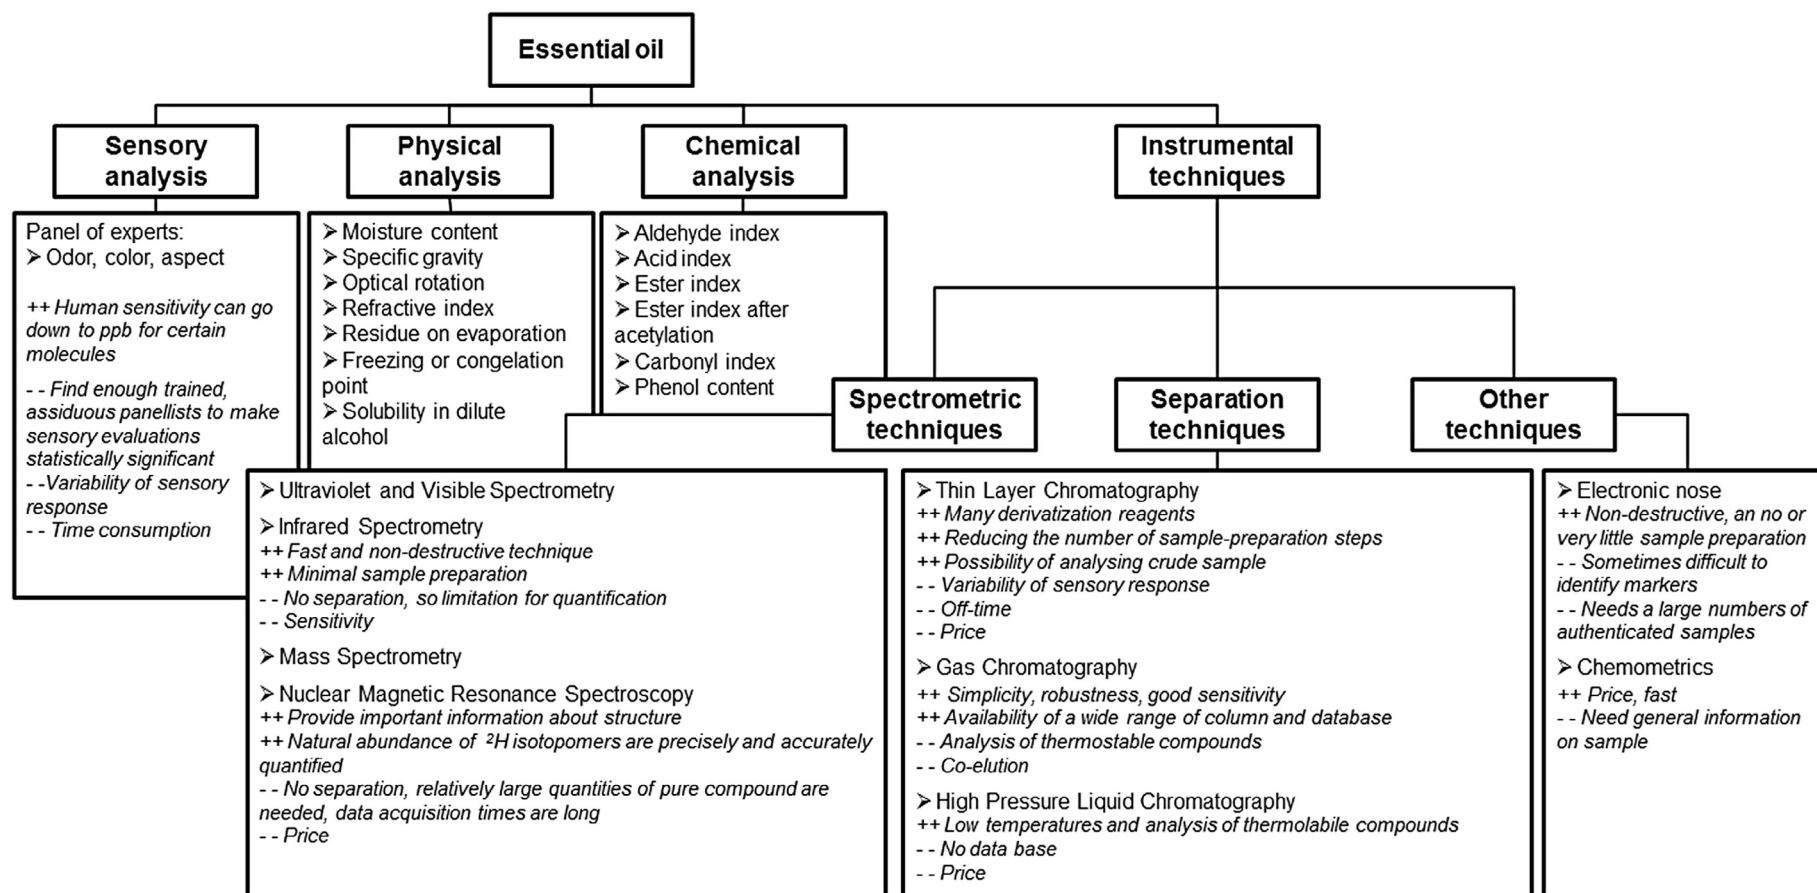 Essential oil
Sensory
analysis
Physical
analysis
Chemical
analysis
Instrumental
techniques
Panel of experts:
➢ Odor, color, aspect
++ Human sensitivity can go
down to ppb for certain
molecules
- - Find enough trained,
assiduous panellists to make
sensory evaluations
statistically significant
- -Variability of sensory
response
- - Time consumption
➢ Moisture content
➢ Specific gravity
➢ Optical rotation
➢ Refractive index
➢ Residue on evaporation
➢ Freezing or congelation
point
➢ Solubility in dilute
alcohol
➢ Aldehyde index
➢ Acid index
➢ Ester index
➢ Ester index after
acetylation
➢ Carbonyl index
➢ Phenol content
Spectrometric
techniques
Separation
techniques
Other
techniques
➢ Ultraviolet and Visible Spectrometry
➢ Infrared Spectrometry
++ Fast and non-destructive technique
++ Minimal sample preparation
- - No separation, so limitation for quantification
- - Sensitivity
➢ Mass Spectrometry
➢ Nuclear Magnetic Resonance Spectroscopy
++ Provide important information about structure
++ Natural abundance of ²H isotopomers are precisely and accurately
quantified
- - No separation, relatively large quantities of pure compound are
needed, data acquisition times are long
- - Price
➢ Thin Layer Chromatography
++ Many derivatization reagents
++ Reducing the number of sample-preparation steps
++ Possibility of analysing crude sample
- - Variability of sensory response
- - Off-time
- - Price
➢ Gas Chromatography
++ Simplicity, robustness, good sensitivity
++ Availability of a wide range of column and database
- - Analysis of thermostable compounds
- - Co-elution
➢ High Pressure Liquid Chromatography
++ Low temperatures and analysis of thermolabile compounds
- - No data base
- - Price
➢ Electronic nose
++ Non-destructive, an no or
very little sample preparation
- - Sometimes difficult to
identify markers
- - Needs a large numbers of
authenticated samples
➢ Chemometrics
++ Price, fast
- - Need general information
on sample